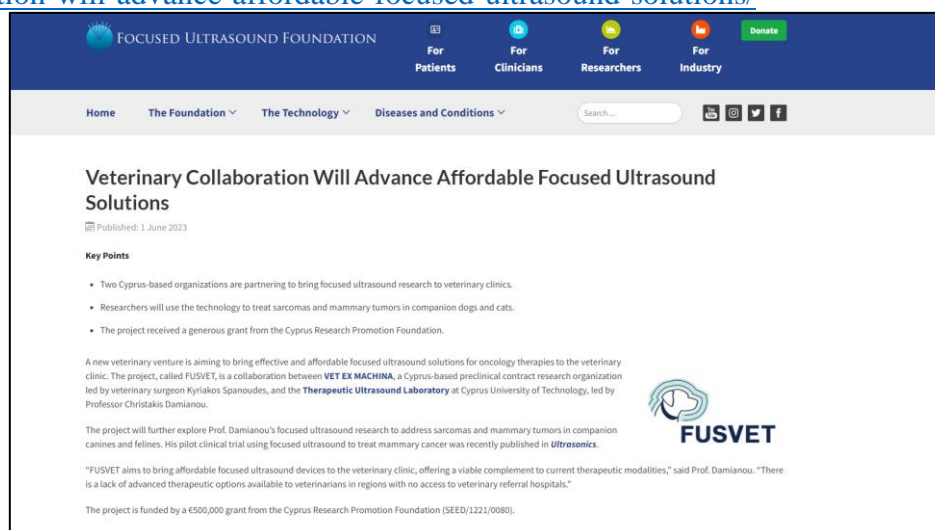 tion will advance affordable focused ultrasound solutions/
FOCUSED ULTRASOUND FOUNDATION
For
Patients
For
Clinicians
For
Researchers
For
Industry
Donate
Home
The Foundation
The Technology
Diseases and Conditions
Search ...
You
Tube
Veterinary Collaboration Will Advance Affordable Focused Ultrasound
Solutions
Published: 1 June 2023
Key Points
• Two Cyprus-based organizations are partnering to bring focused ultrasound research to veterinary clinics.
• Researchers will use the technology to treat sarcomas and mammary tumors in companion dogs and cats.
• The project received a generous grant from the Cyprus Research Promotion Foundation.
A new veterinary venture is aiming to bring effective and affordable focused ultrasound solutions for oncology therapies to the veterinary
clinic. The project, called FUSVET, is a collaboration between VET EX MACHINA, a Cyprus-based preclinical contract research organization
led by veterinary surgeon Kyriakos Spanoudes, and the Therapeutic Ultrasound Laboratory at Cyprus University of Technology, led by
Professor Christakis Damianou.
The project will further explore Prof. Damianou's focused ultrasound research to address sarcomas and mammary tumors in companion
canines and felines. His pilot clinical trial using focused ultrasound to treat mammary cancer was recently published in Ultrasonics.
FUSVET
"FUSVET aims to bring affordable focused ultrasound devices to the veterinary clinic, offering a viable complement to current therapeutic modalities," said Prof. Damianou. "There
is a lack of advanced therapeutic options available to veterinarians in regions with no access to veterinary referral hospitals."
The project is funded by a €500,000 grant from the Cyprus Research Promotion Foundation (SEED/1221/0080).